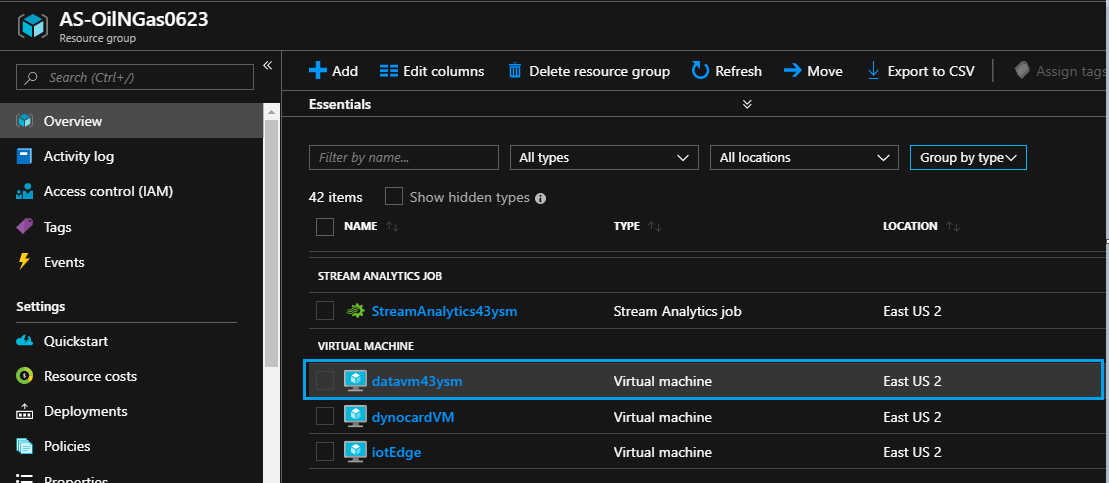 AS-OilNGas0623
Resource group
Search (Ctrl+/)
«
Overview
Activity log
Access control (IAM)
Tags
Events
Settings
Quickstart
Resource costs
Deployments
Policies
Properties
Add Edit columns Delete resource group Refresh Move Export to CSV Assign tags
Essentials
Filter by name... All types All locations Group by type
42 items Show hidden types
NAME TYPE LOCATION
STREAM ANALYTICS JOB
StreamAnalytics43ysm Stream Analytics job East US 2
VIRTUAL MACHINE
datavm43ysm Virtual machine East US 2
dynocardVM Virtual machine East US 2
iotEdge Virtual machine East US 2